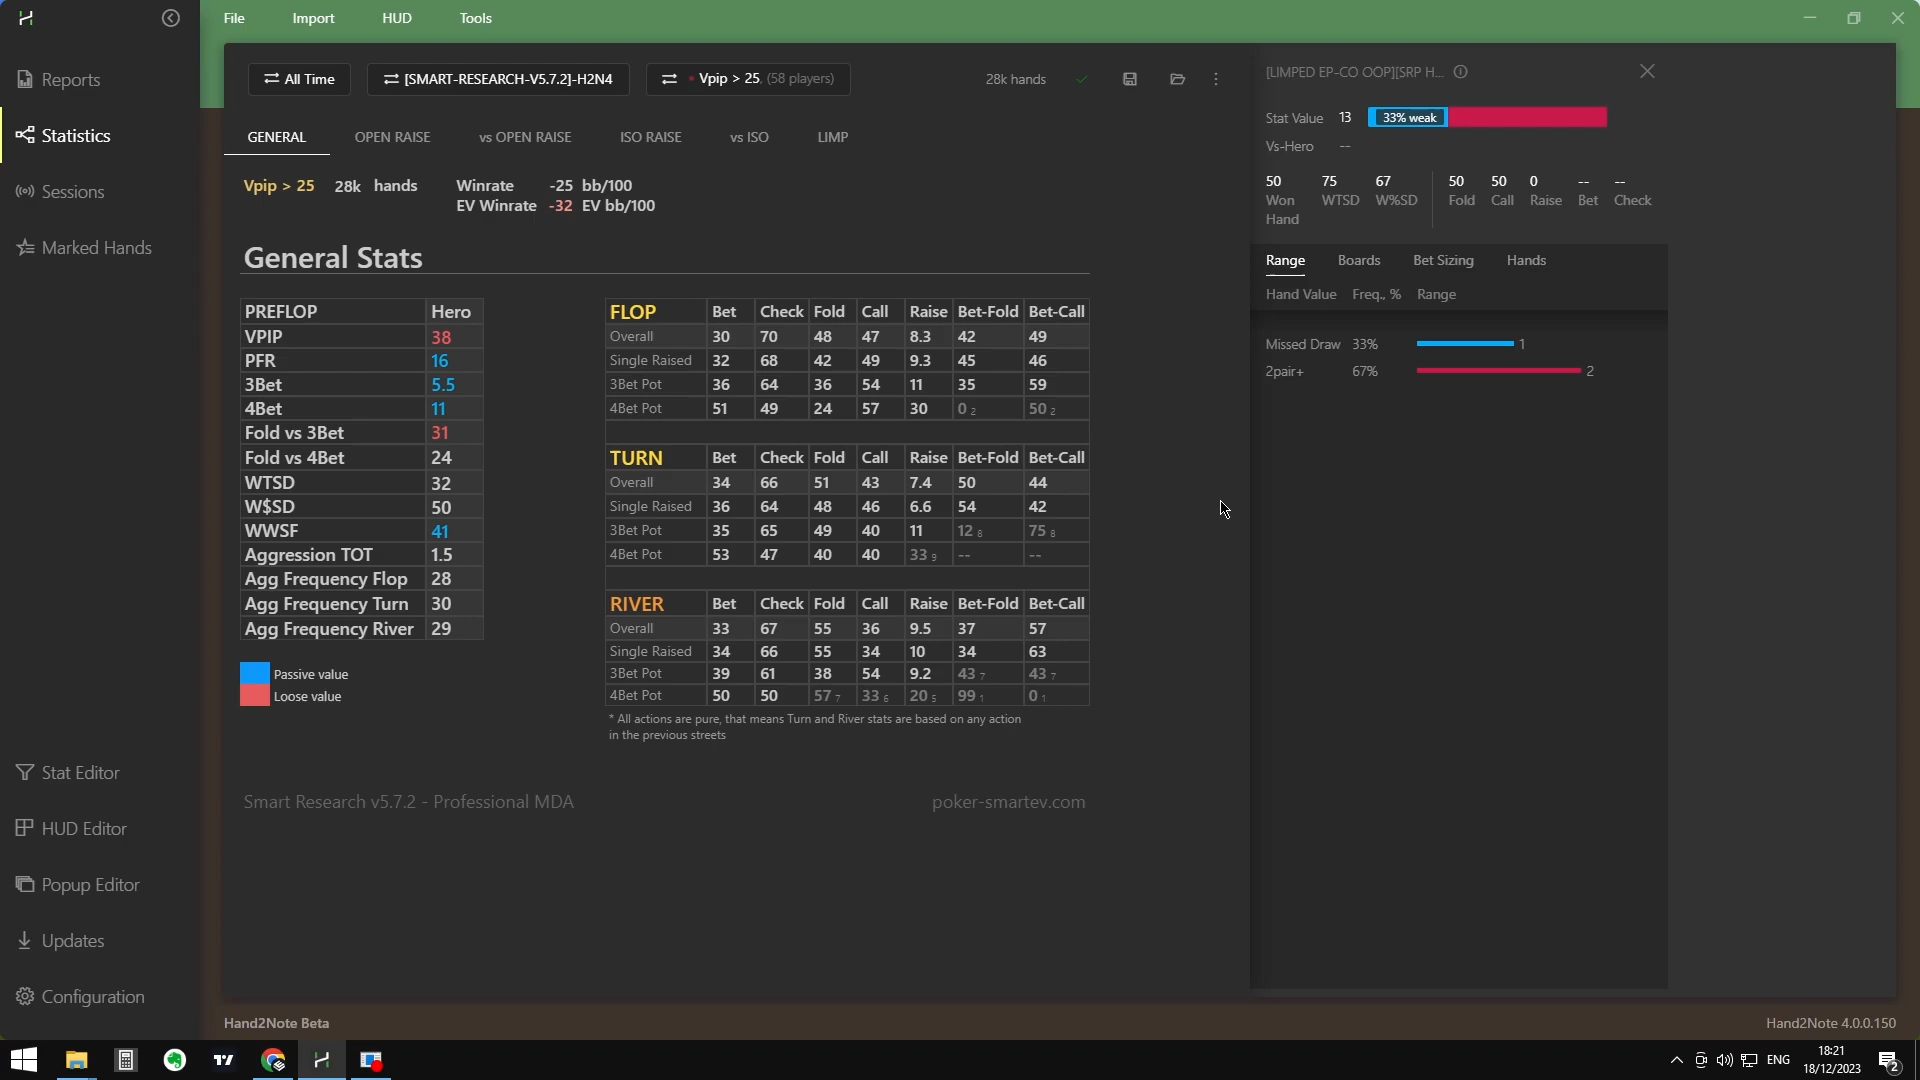 File Import HUD Tools
Reports
Statistics
Sessions
Marked Hands
Stat Editor
HUD Editor
Popup Editor
Updates
Configuration
All Time [SMART-RESEARCH-V5.7.2]-H2N4 Vpip > 25, (58 players) 28k hands
GENERAL OPEN RAISE vs OPEN RAISE ISO RAISE vs ISO LIMP
Vpip > 25 28k hands Winrate -25 bb/100
EV Winrate -32 EV bb/100
General Stats
PREFLOP Hero
VPIP 38
PFR 16
3Bet 5.5
4Bet 11
Fold vs 3Bet 31
Fold vs 4Bet 24
WTSD 32
W$SD 50
WWSF 41
Aggression TOT 1.5
Agg Frequency Flop 28
Agg Frequency Turn 30
Agg Frequency River 29
Passive value
Loose value
FLOP Bet Check Fold Call Raise Bet-Fold Bet-Call
Overall 30 70 48 47 8.3 42 49
Single Raised 32 68 42 49 9.3 45 46
3Bet Pot 36 64 36 54 11 35 59
4Bet Pot 51 49 24 57 30 0 2 50 2
TURN Bet Check Fold Call Raise Bet-Fold Bet-Call
Overall 34 66 51 43 7.4 50 44
Single Raised 36 64 48 46 6.6 54 42
3Bet Pot 35 65 49 40 11 12 8 75 8
4Bet Pot 53 47 40 40 33 9 -- --
RIVER Bet Check Fold Call Raise Bet-Fold Bet-Call
Overall 33 67 55 36 9.5 37 57
Single Raised 34 66 55 34 10 34 63
3Bet Pot 39 61 38 54 9.2 43 7 43 7
4Bet Pot 50 50 57 7 33 6 20 5 99 1 0 1
* All actions are pure, that means Turn and River stats are based on any action
in the previous streets
Smart Research v5.7.2 - Professional MDA poker-smartev.com
[LIMPED EP-CO OOP][SRP H...
Stat Value 13 33% weak
Vs-Hero --
50 75 67 50 50 0 -- --
Won WTSD W%SD Fold Call Raise Bet Check
Hand
Range Boards Bet Sizing Hands
Hand Value Freq., % Range
Missed Draw 33% 1
2pair+ 67% 2
Hand2Note Beta Hand2Note 4.0.0.150
ENG 18:21
18/12/2023 2